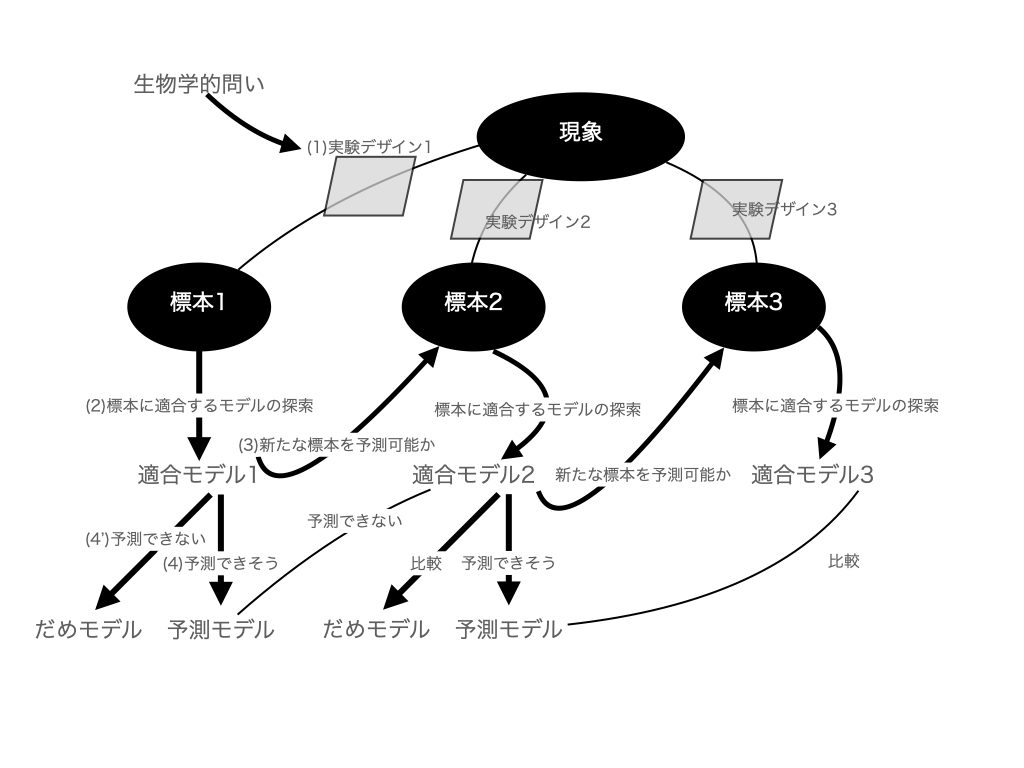 生物学的問い
現象
(1)実験デザイン1
実験デザイン2
実験デザイン3
標本1
標本2
標本3
(2)標本に適合するモデルの探索
標本に適合するモデルの探索
標本に適合するモデルの探索
(3)新たな標本を予測可能か
適合モデル1
適合モデル2
新たな標本を予測可能か
適合モデル3
予測できない
(4')予測できない
(4)予測できそう
比較
予測できそう
比較
だめモデル
予測モデル
だめモデル
予測モデル